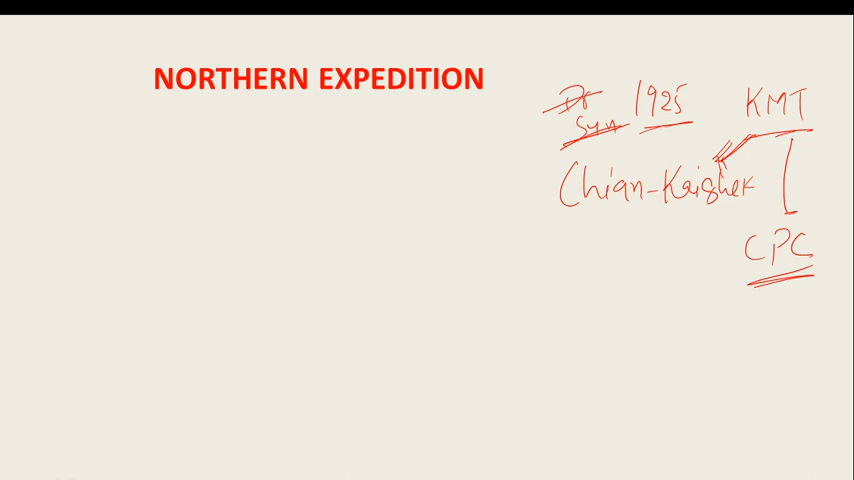 NORTHERN EXPEDITION
Dr 1925 KMT
Syn
Chian-Kaishek
CPC